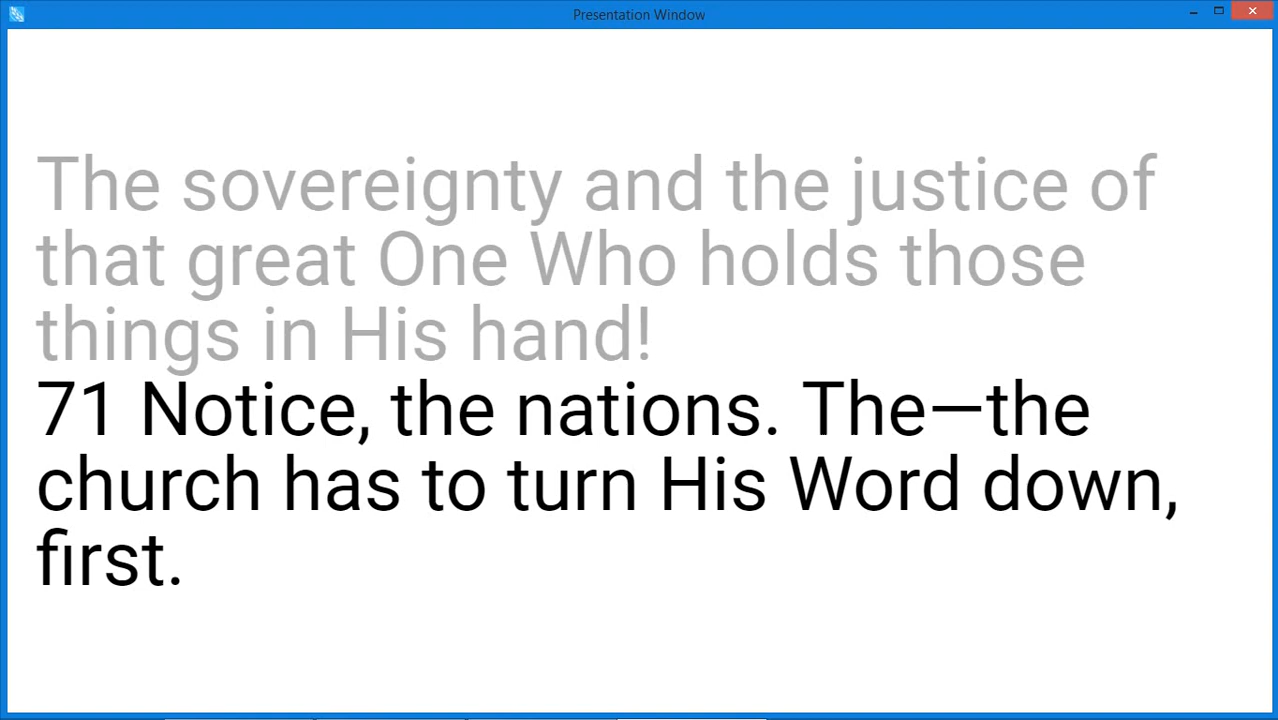 Presentation Window
The sovereignty and the justice of
that great One Who holds those
things in His hand!
71 Notice, the nations. The—the
church has to turn His Word down,
first.